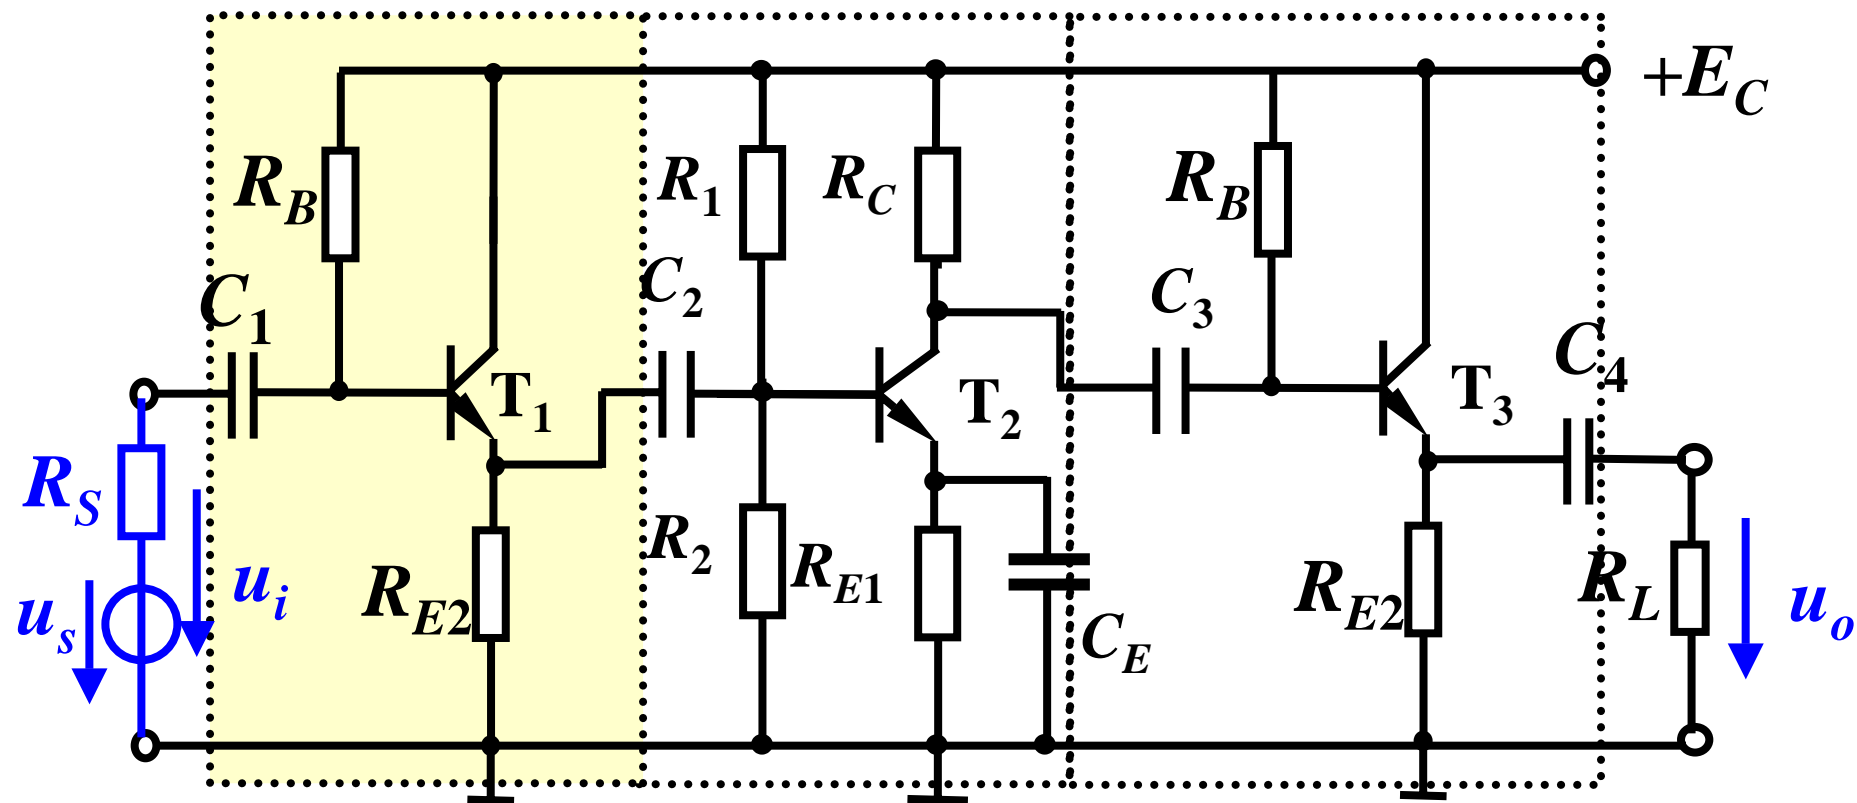 +E_C
R_B
R_1
R_C
R_B
C_1
C_2
C_3
C_4
T_1
T_2
T_3
R_S
u_s
u_i
R_E2
R_2
R_E1
C_E
R_E2
R_L
u_o